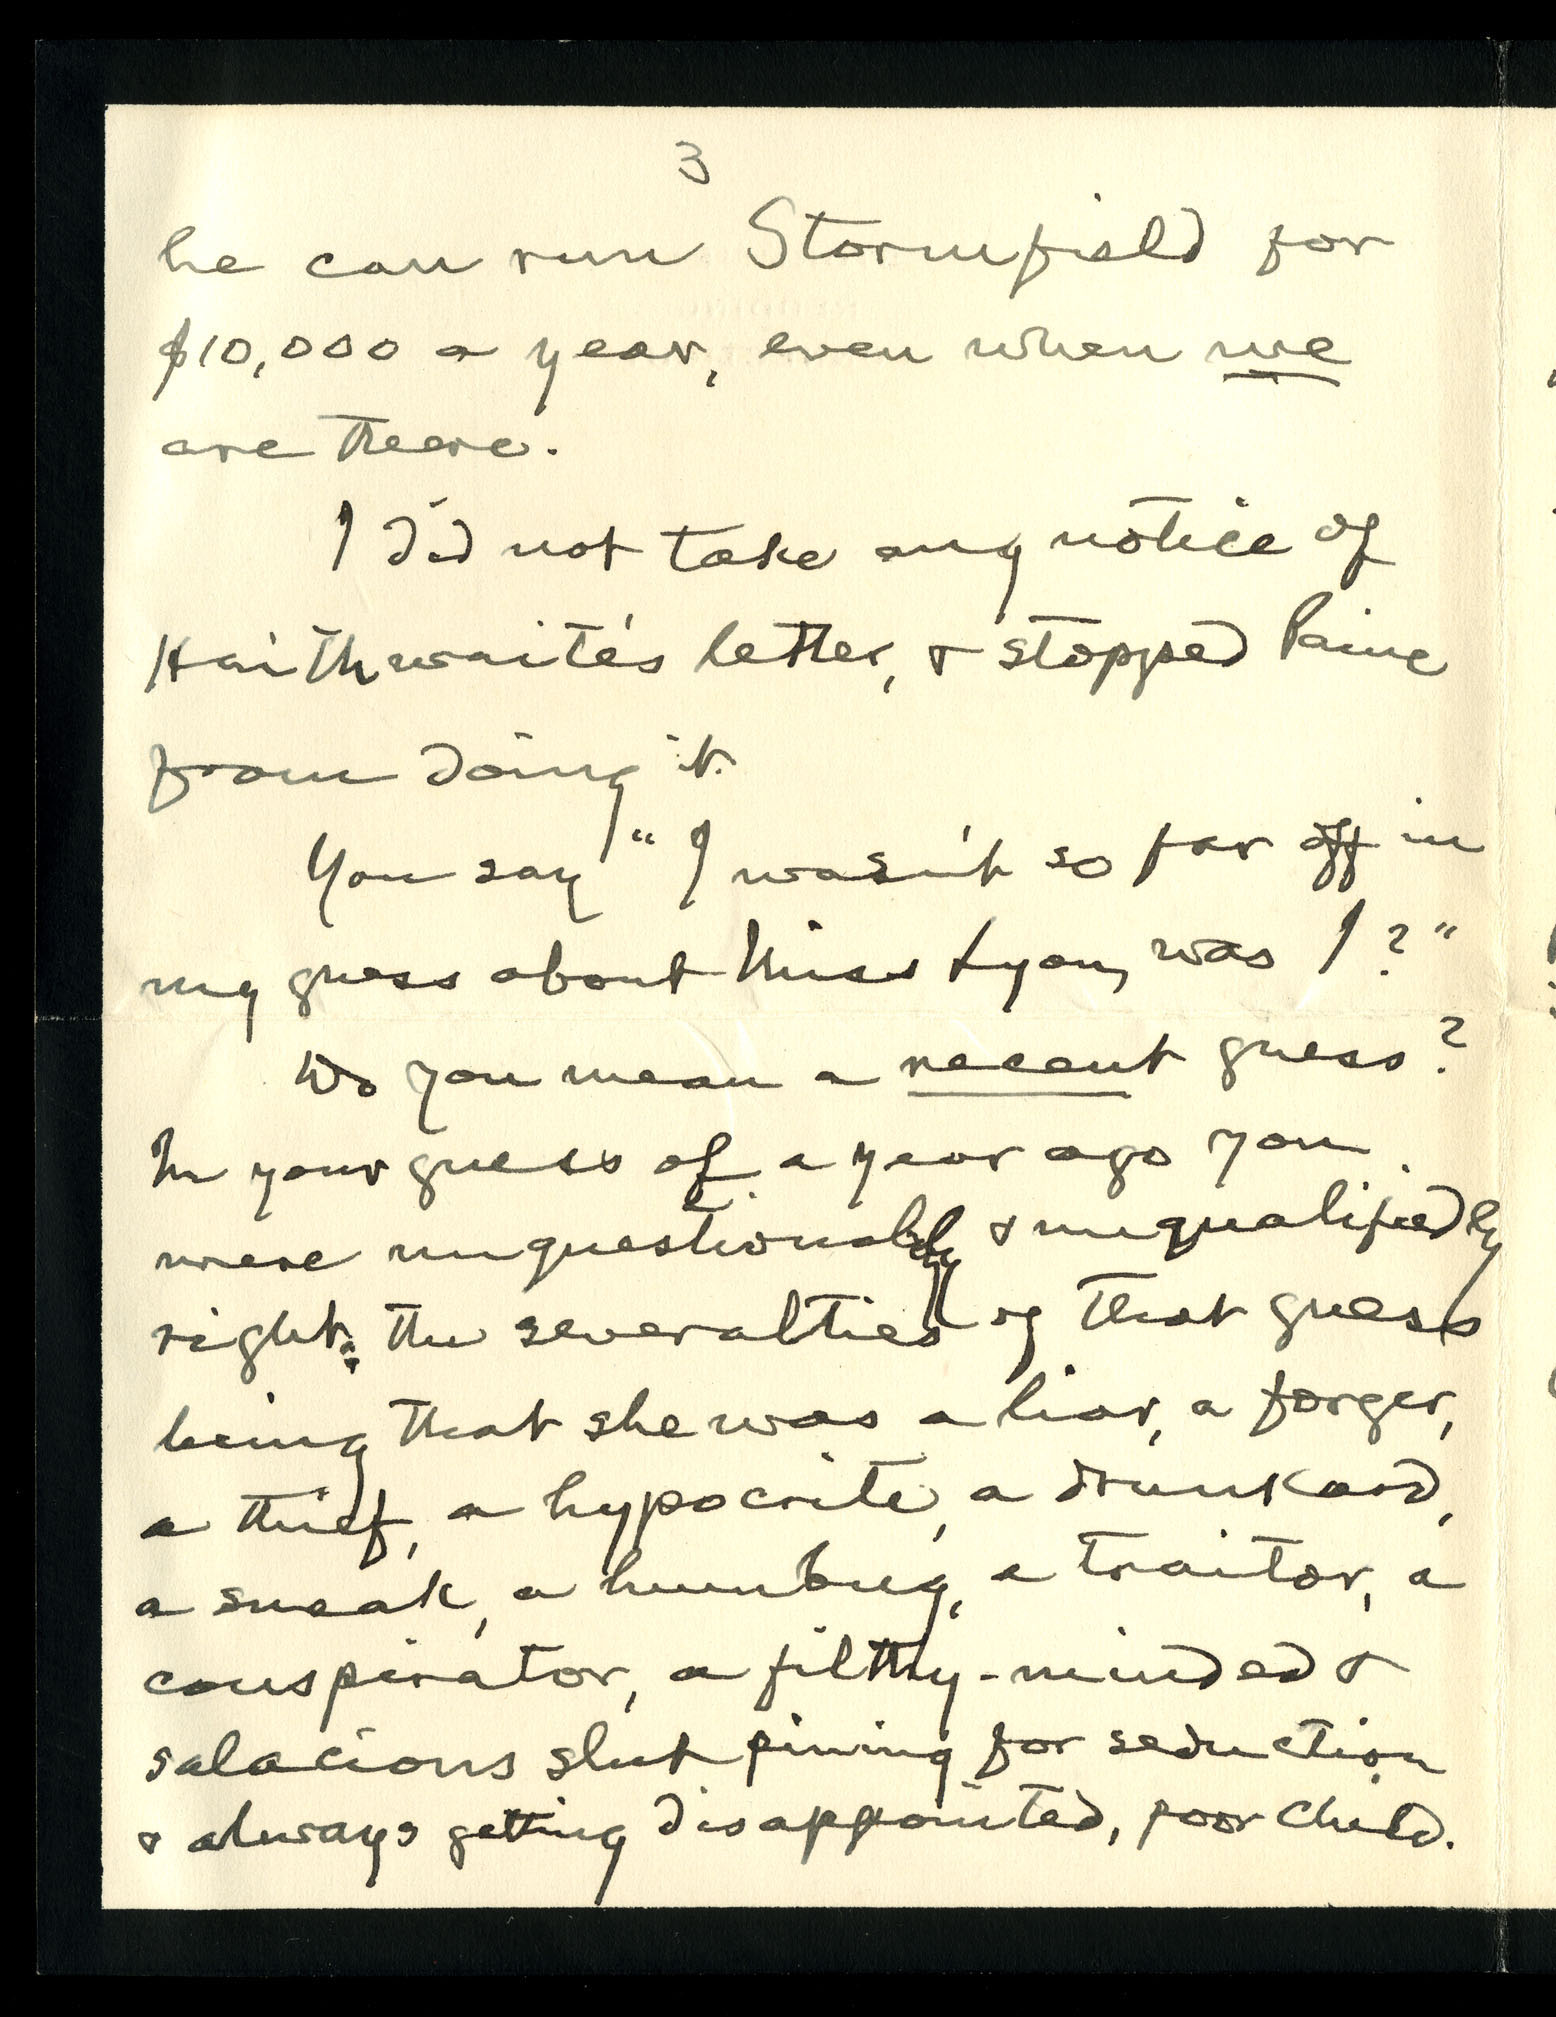 3
he can run Stormfield for
$10,000 a year, even when we
are there.
I did not take any notice of
Haithwaite's letter, & stopped Paine
from doing it.
You say "I wasn't so far off in
my guess about Miss Lyon, was I?"
Do you mean a recent guess?
In your guess of a year ago you
were unquestionably & unqualifiedly
right: the severalties of that guess
being that she was a liar, a forger,
a thief, a hypocrite, a drunkard,
a sneak, a humbug, a traitor, a
conspirator, a filthy-minded &
salacious slut pining for seduction
& always getting disappointed, poor child.